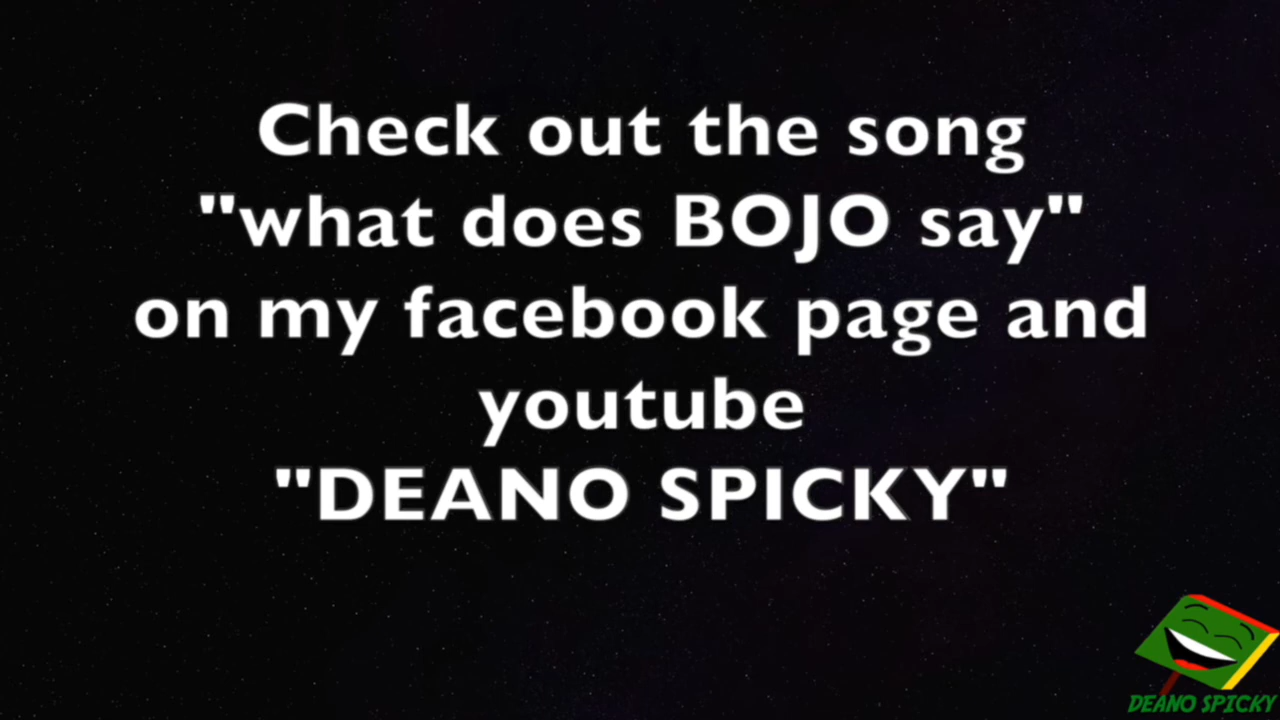 Check out the song
"what does BOJO say"
on my facebook page and
youtube
"DEANO SPICKY"
DEANO SPICKY